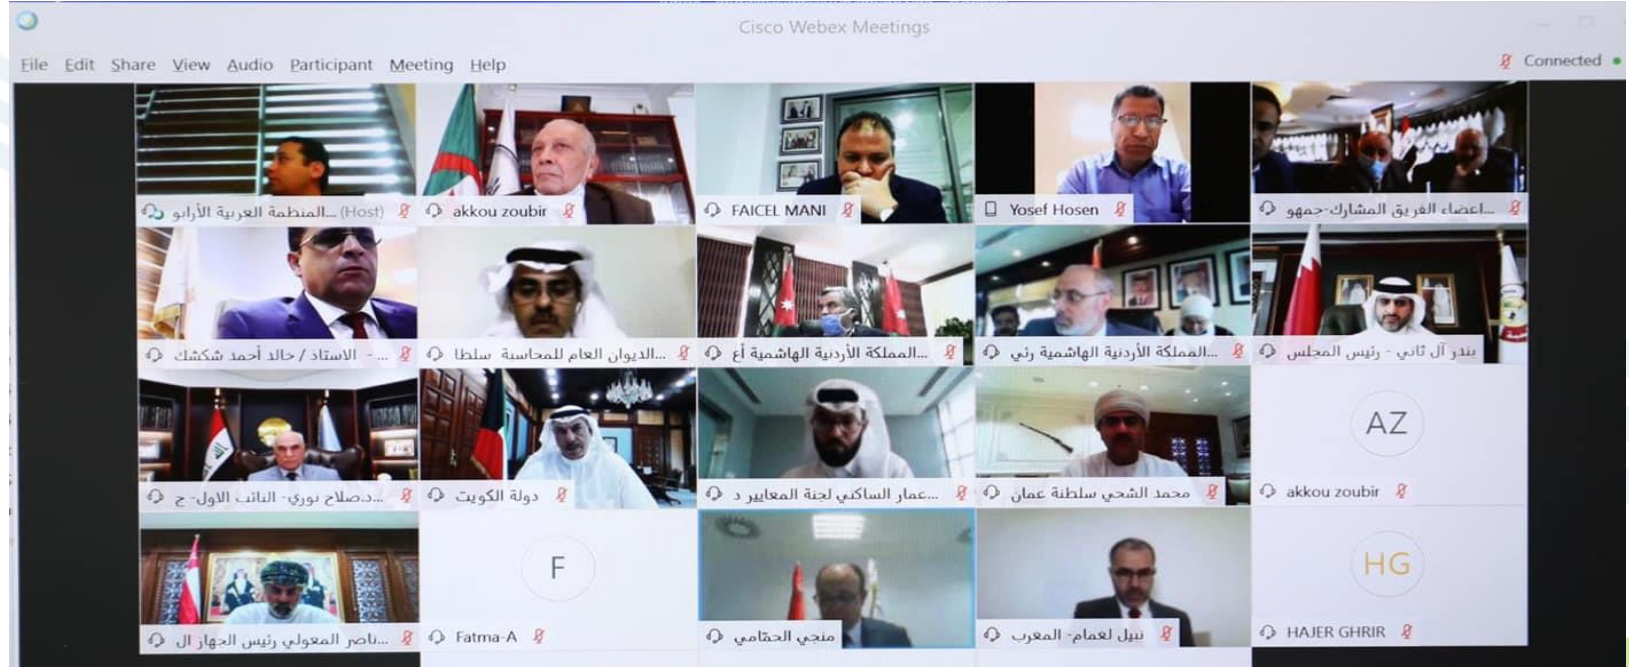 Cisco Webex Meetings
File Edit Share View Audio Participant Meeting Help
Connected
(Host) المنطمة العربية الأرابو...
akkou zoubir
FAICEL MANI
Yosef Hosen
اعضاء الفريق المشارك-جمهو...
الاستاذ / خالد أحمد شكشك - ...
الديوان العام للمحاسبة سلطا...
المملكة الأردنية الهاشمية أع...
المملكة الأردنية الهاشمية رئي...
بندر آل ثاني - رئيس المجلس
د.صلاح نوري- النائب الاول- ح...
دولة الكويت
عمار الساكني لجنة المعايير د...
محمد الشحي سلطنة عمان
AZ
akkou zoubir
ناصر المعولي رئيس الجهاز ال...
F
Fatma-A
منجي الحمّامي
نبيل لغمام- المغرب
HG
HAJER GHRIR